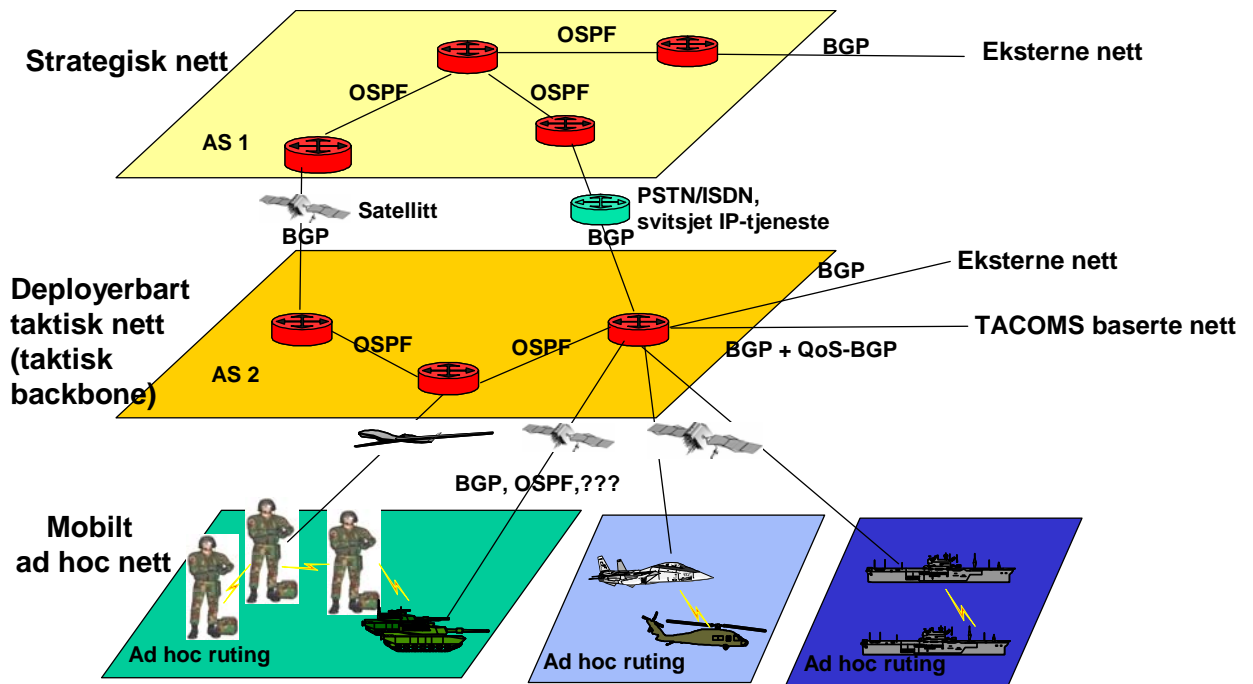 OSPF
BGP
Strategisk nett
Eksterne nett
OSPF
OSPF
AS 1
PSTN/ISDN,
svitsjet IP-tjeneste
Satellitt
BGP
BGP
BGP
Eksterne nett
Deployerbart
taktisk nett
(taktisk
backbone)
TACOMS baserte nett
OSPF
OSPF
BGP + QoS-BGP
AS 2
BGP, OSPF,???
Mobilt
ad hoc nett
Ad hoc ruting
Ad hoc ruting
Ad hoc ruting